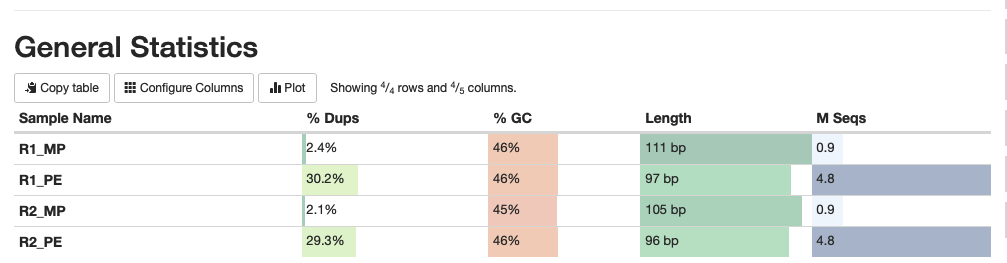 General Statistics
Copy table Configure Columns Plot Showing 4/4 rows and 4/5 columns.
Sample Name % Dups % GC Length M Seqs
R1_MP 2.4% 46% 111 bp 0.9
R1_PE 30.2% 46% 97 bp 4.8
R2_MP 2.1% 45% 105 bp 0.9
R2_PE 29.3% 46% 96 bp 4.8